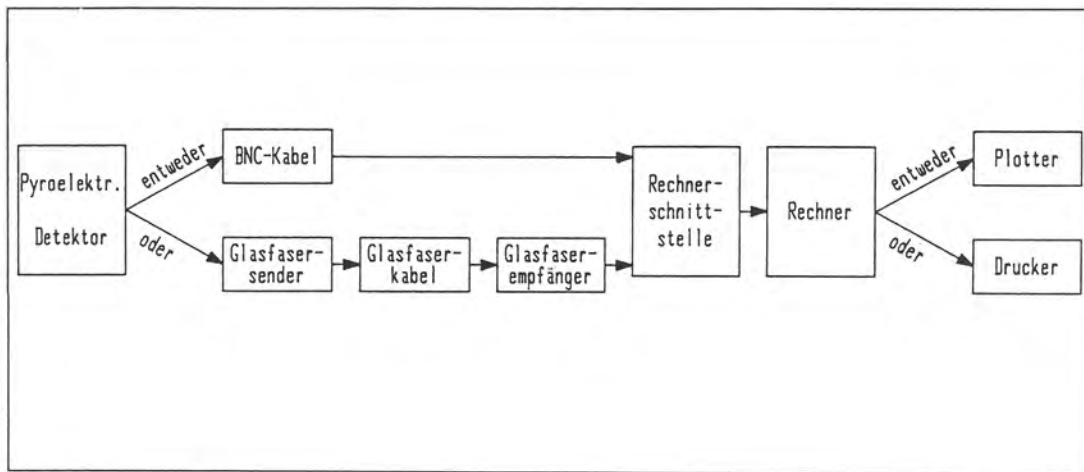 Pyroelektr.
Detektor
entweder
oder
BNC-Kabel
Glasfaser-
sender
Glasfaser-
kabel
Glasfaser-
empfänger
Rechner-
schnitt-
stelle
Rechner
entweder
oder
Plotter
Drucker